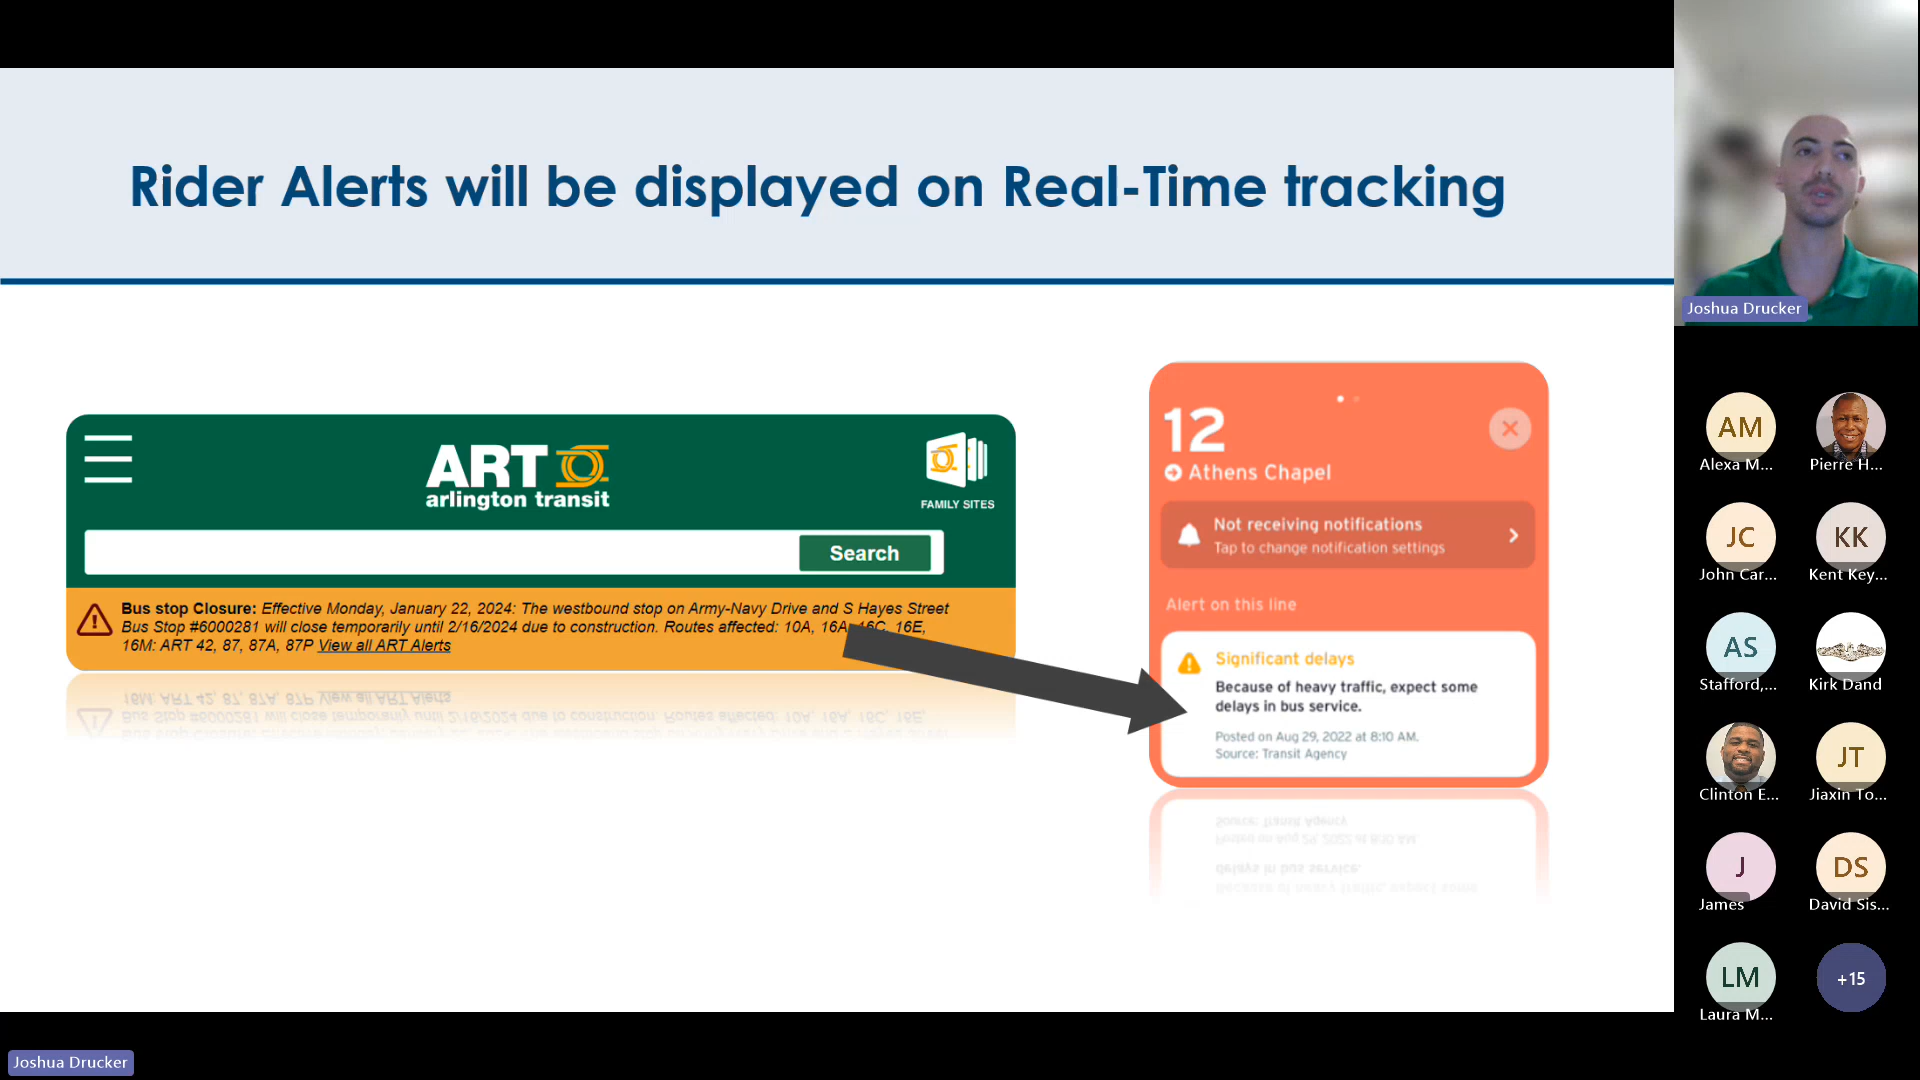 Rider Alerts will be displayed on Real-Time tracking
ART
arlington transit
FAMILY SITES
Search
Bus stop Closure: Effective Monday, January 22, 2024: The westbound stop on Army-Navy Drive and S Hayes Street
Bus Stop #6000281 will close temporarily until 2/16/2024 due to construction. Routes affected: 10A, 16A, 16C, 16E,
16M: ART 42, 87, 87A, 87P View all ART Alerts
12
Athens Chapel
Not receiving notifications
Tap to change notification settings
Alert on this line
Significant delays
Because of heavy traffic, expect some
delays in bus service.
Posted on Aug 29, 2022 at 8:10 AM.
Source: Transit Agency
Joshua Drucker
AM
Alexa M...
Pierre H...
JC
John Car...
KK
Kent Key...
AS
Stafford,...
Kirk Dand
Clinton E...
JT
Jiaxin To...
J
James
DS
David Sis...
LM
Laura M...
+15
Joshua Drucker